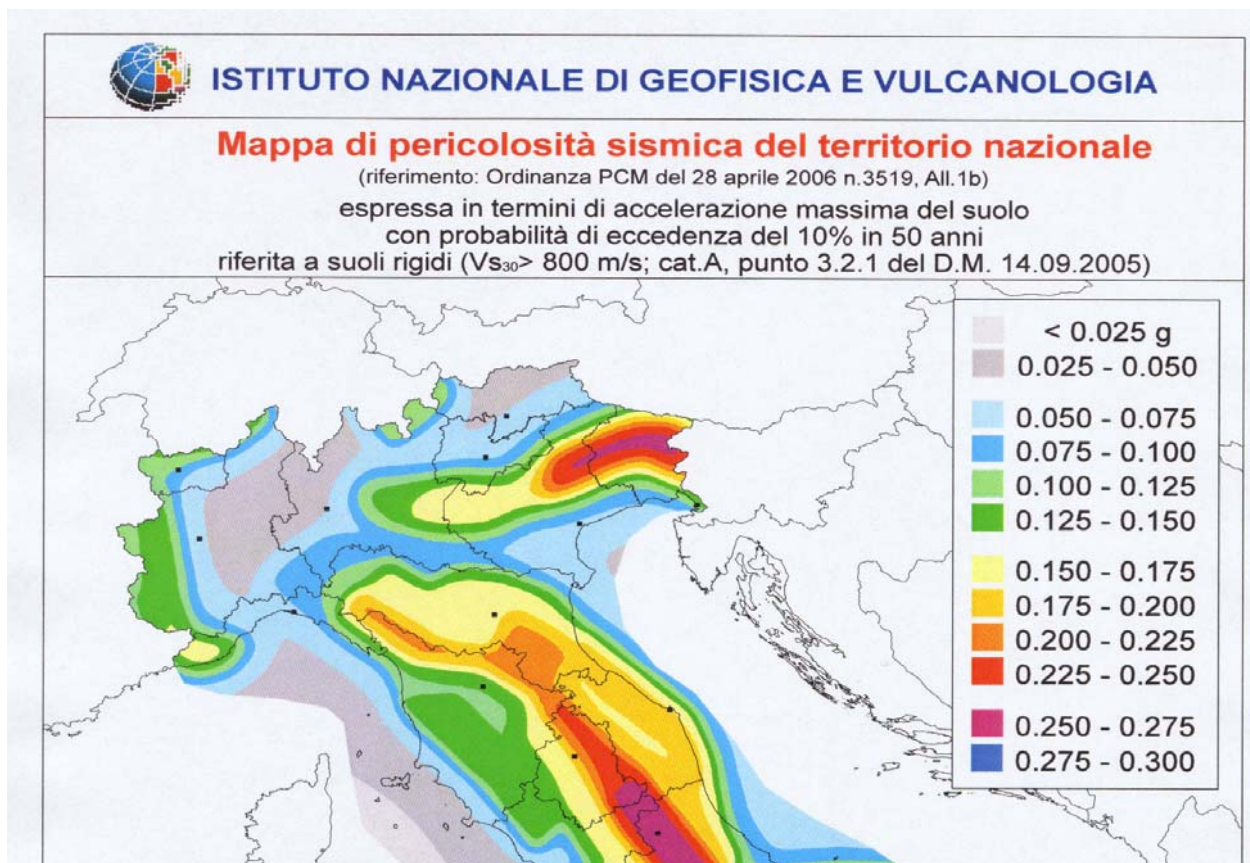 ISTITUTO NAZIONALE DI GEOFISICA E VULCANOLOGIA
Mappa di pericolosità sismica del territorio nazionale
(riferimento: Ordinanza PCM del 28 aprile 2006 n.3519, All.1b)
espressa in termini di accelerazione massima del suolo
con probabilità di eccedenza del 10% in 50 anni
riferita a suoli rigidi (Vs₃₀> 800 m/s; cat.A, punto 3.2.1 del D.M. 14.09.2005)
< 0.025 g
0.025 - 0.050
0.050 - 0.075
0.075 - 0.100
0.100 - 0.125
0.125 - 0.150
0.150 - 0.175
0.175 - 0.200
0.200 - 0.225
0.225 - 0.250
0.250 - 0.275
0.275 - 0.300